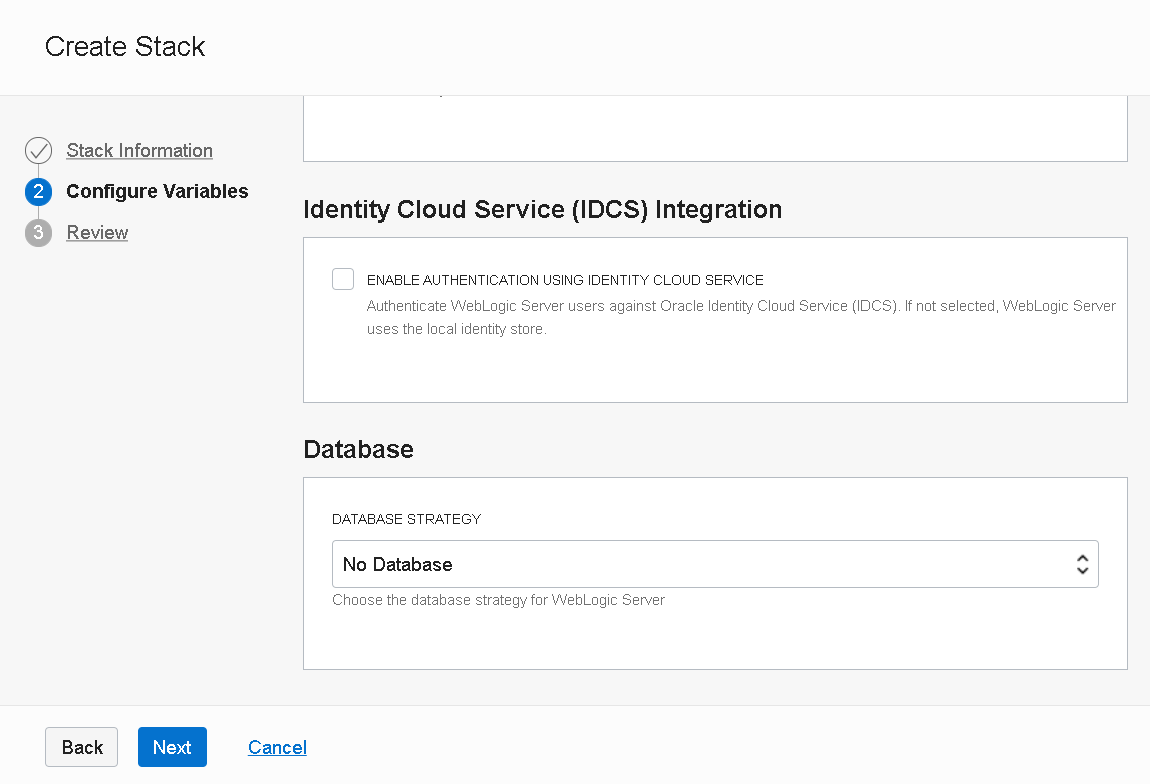 Create Stack
Stack Information
2 Configure Variables
3 Review
Identity Cloud Service (IDCS) Integration
ENABLE AUTHENTICATION USING IDENTITY CLOUD SERVICE
Authenticate WebLogic Server users against Oracle Identity Cloud Service (IDCS). If not selected, WebLogic Server
uses the local identity store.
Database
DATABASE STRATEGY
No Database
Choose the database strategy for WebLogic Server
Back Next Cancel